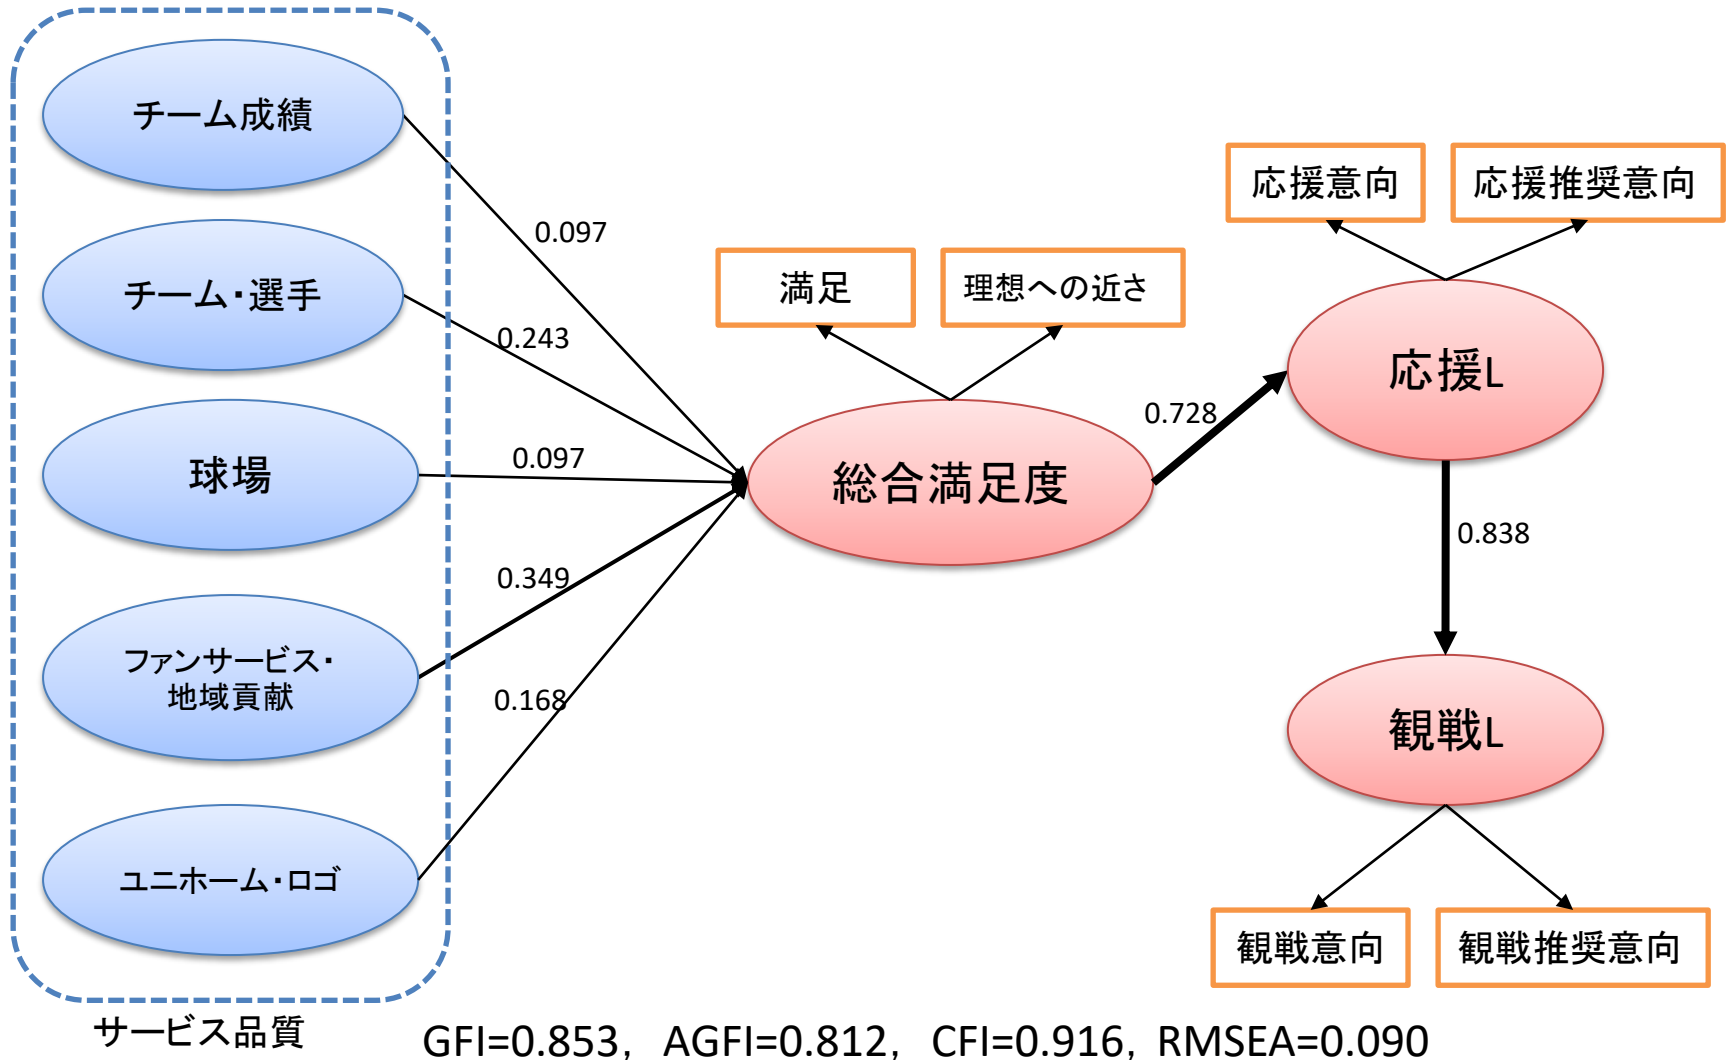 チーム成績
チーム・選手
球場
ファンサービス・
地域貢献
ユニホーム・ロゴ
サービス品質
0.097
0.243
0.097
0.349
0.168
満足
理想への近さ
総合満足度
0.728
応援意向
応援推奨意向
応援L
0.838
観戦L
観戦意向
観戦推奨意向
GFI=0.853, AGFI=0.812, CFI=0.916, RMSEA=0.090